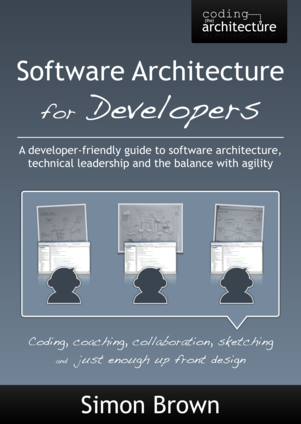 coding
the
architecture
Software Architecture
for Developers
A developer-friendly guide to software architecture,
technical leadership and the balance with agility
Coding, coaching, collaboration, sketching
and just enough up front design
Simon Brown